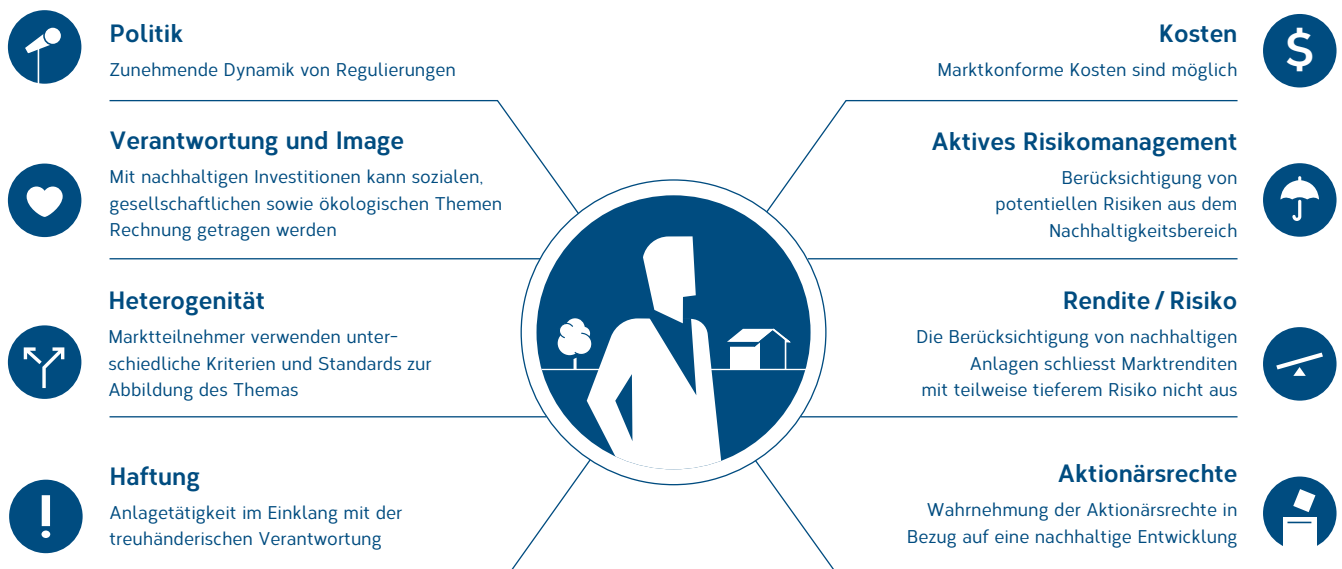 Politik
Zunehmende Dynamik von Regulierungen
Verantwortung und Image
Mit nachhaltigen Investitionen kann sozialen,
gesellschaftlichen sowie ökologischen Themen
Rechnung getragen werden
Heterogenität
Marktteilnehmer verwenden unter-
schiedliche Kriterien und Standards zur
Abbildung des Themas
Haftung
Anlagetätigkeit im Einklang mit der
treuhänderischen Verantwortung
Kosten
$
Marktkonforme Kosten sind möglich
Aktives Risikomanagement
Berücksichtigung von
potentiellen Risiken aus dem
Nachhaltigkeitsbereich
Rendite / Risiko
Die Berücksichtigung von nachhaltigen
Anlagen schliesst Marktrenditen
mit teilweise tieferem Risiko nicht aus
Aktionärsrechte
Wahrnehmung der Aktionärsrechte in
Bezug auf eine nachhaltige Entwicklung